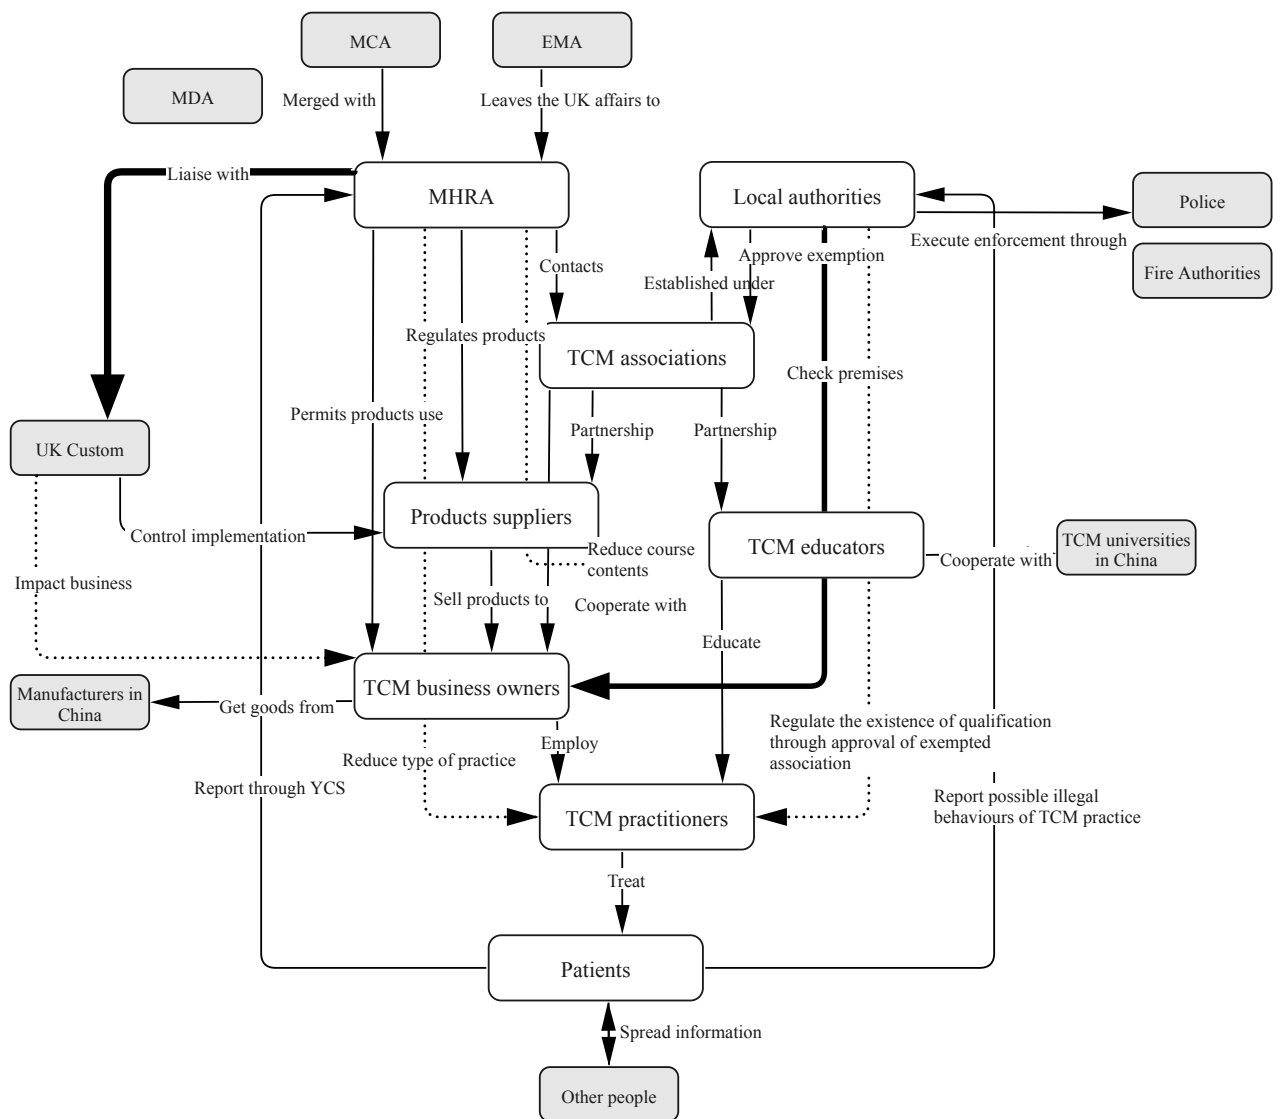 MCA
EMA
MDA
Merged with
Leaves the UK affairs to
Liaise with
MHRA
Local authorities
Police
Execute enforcement through
Fire Authorities
Contacts
Approve exemption
Established under
Regulates products
TCM associations
Check premises
Permits products use
Partnership
Partnership
UK Custom
Products suppliers
Control implementation
TCM educators
TCM universities
in China
Cooperate with
Reduce course
contents
Impact business
Sell products to
Cooperate with
Educate
TCM business owners
Manufacturers in
China
Get goods from
Employ
Regulate the existence of qualification
through approval of exempted
association
Reduce type of practice
Report through YCS
Report possible illegal
behaviours of TCM practice
TCM practitioners
Treat
Patients
Spread information
Other people